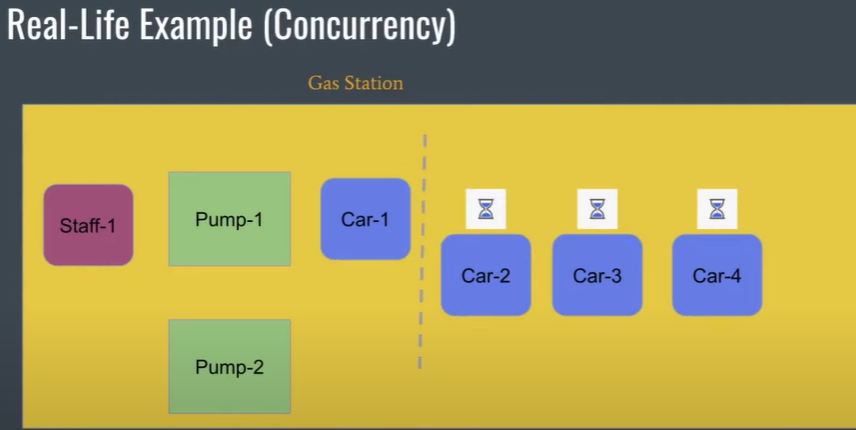 Real-Life Example (Concurrency)
Gas Station
Staff-1
Pump-1
Car-1
Car-2
Car-3
Car-4
Pump-2